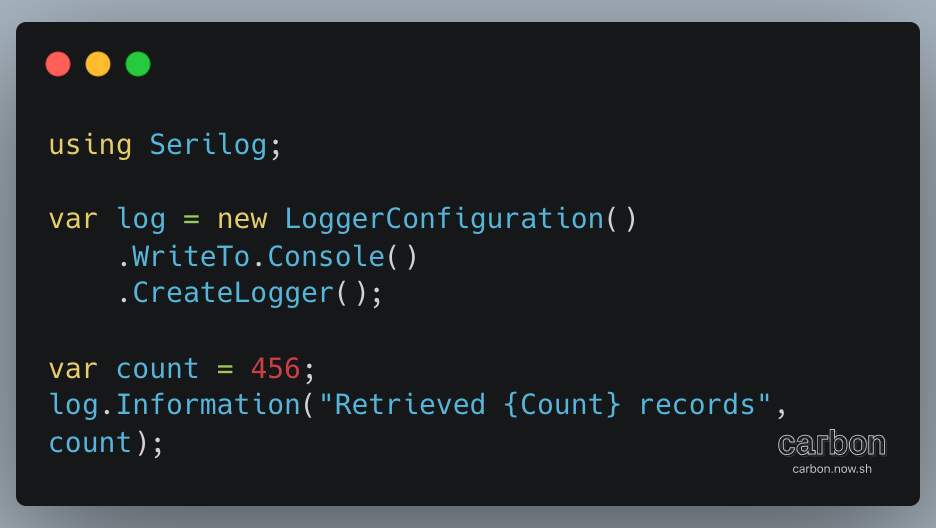 using Serilog;
var log = new LoggerConfiguration()
    .WriteTo.Console()
    .CreateLogger();
var count = 456;
log.Information("Retrieved {Count} records",
count);
carbon
carbon.now.sh